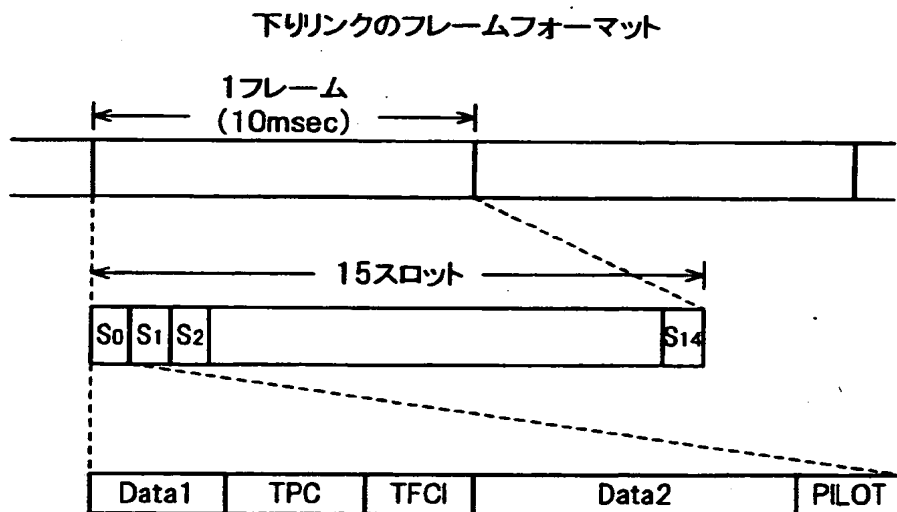 下りリンクのフレームフォーマット
1フレーム
(10msec)
15スロット
S0 S1 S2 S14
Data1 TPC TFCI Data2 PILOT